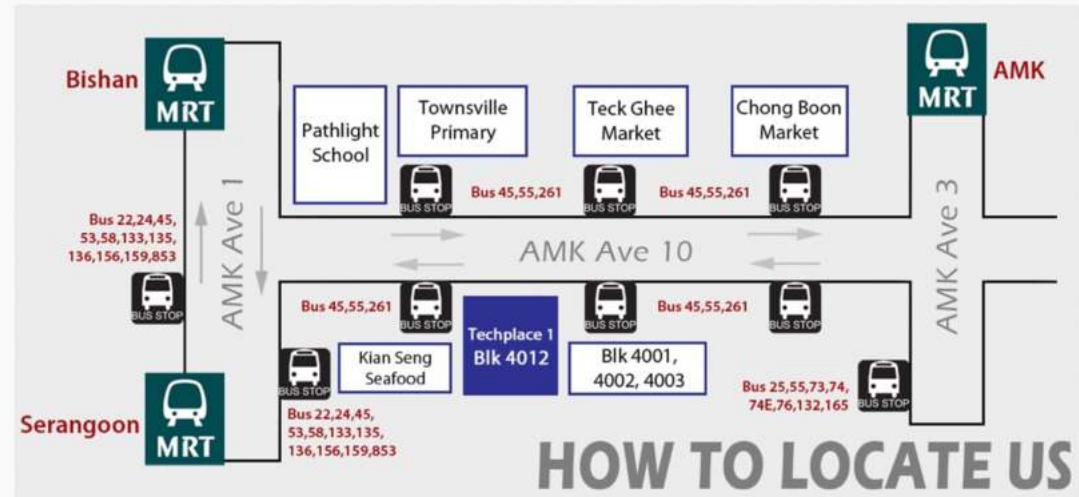 Bishan
MRT
AMK
MRT
Pathlight
School
Townsville
Primary
Teck Ghee
Market
Chong Boon
Market
BUS STOP
Bus 45,55,261
BUS STOP
Bus 45,55,261
BUS STOP
Bus 22,24,45,
53,58,133,135,
136,156,159,853
BUS STOP
AMK Ave 1
AMK Ave 10
AMK Ave 3
Bus 45,55,261
BUS STOP
Techplace 1
Blk 4012
BUS STOP
Bus 45,55,261
BUS STOP
Kian Seng
Seafood
Blk 4001,
4002, 4003
BUS STOP
Bus 22,24,45,
53,58,133,135,
136,156,159,853
Bus 25,55,73,74,
74E,76,132,165
BUS STOP
Serangoon
MRT
HOW TO LOCATE US